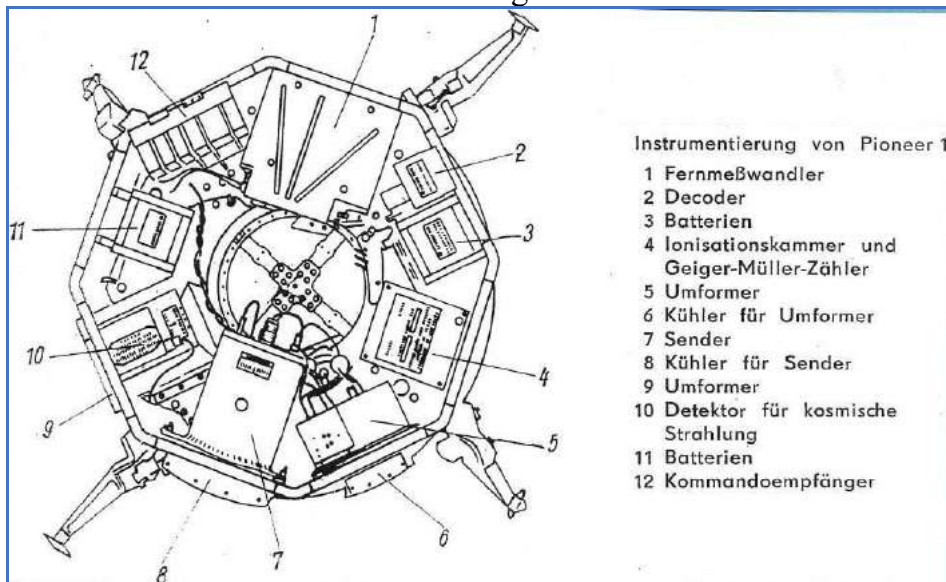 1
12
2
11
3
10
4
9
5
6
8
7
Instrumentierung von Pioneer 1
1 Fernmeßwandler
2 Decoder
3 Batterien
4 Ionisationskammer und
Geiger-Müller-Zähler
5 Umformer
6 Kühler für Umformer
7 Sender
8 Kühler für Sender
9 Umformer
10 Detektor für kosmische
Strahlung
11 Batterien
12 Kommandoempfänger